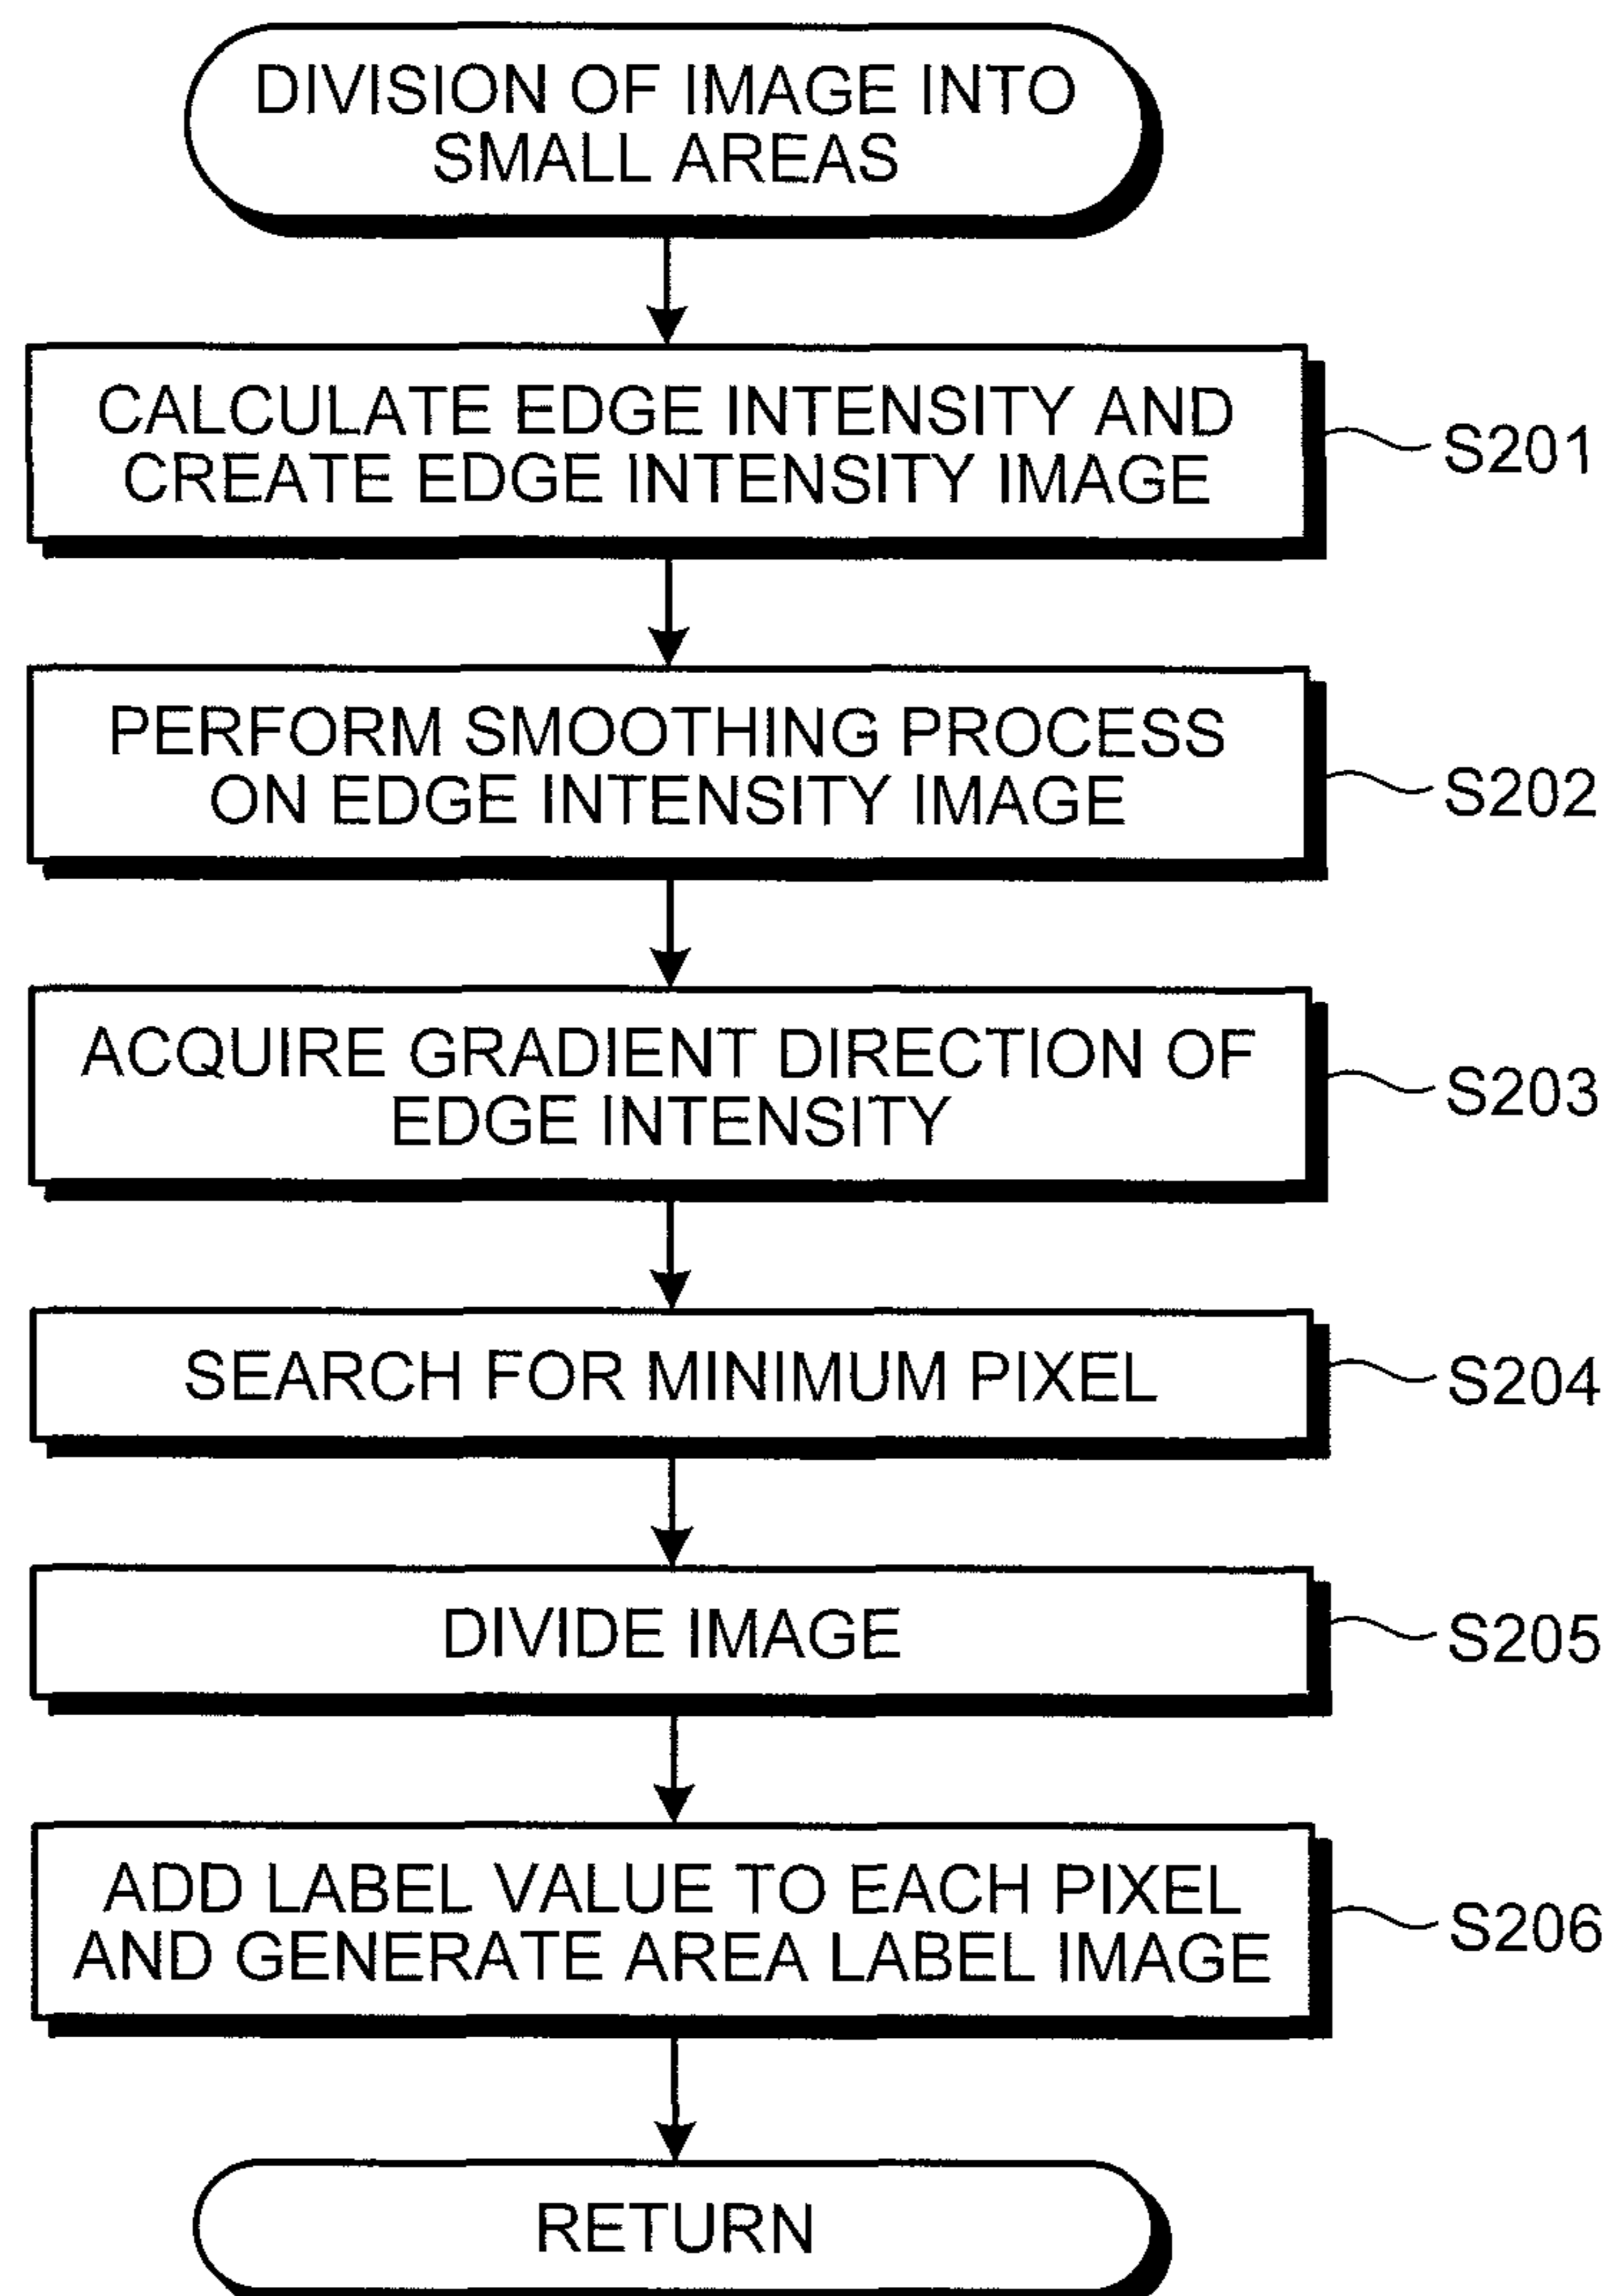 DIVISION OF IMAGE INTO
SMALL AREAS
CALCULATE EDGE INTENSITY AND
CREATE EDGE INTENSITY IMAGE
S201
PERFORM SMOOTHING PROCESS
ON EDGE INTENSITY IMAGE
S202
ACQUIRE GRADIENT DIRECTION OF
EDGE INTENSITY
S203
SEARCH FOR MINIMUM PIXEL
S204
DIVIDE IMAGE
S205
ADD LABEL VALUE TO EACH PIXEL
AND GENERATE AREA LABEL IMAGE
S206
RETURN